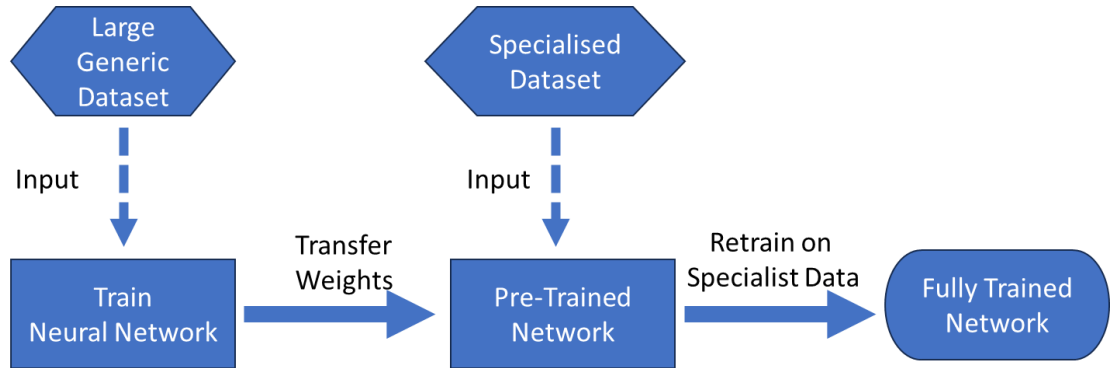 Large
Generic
Dataset
Specialised
Dataset
Input
Input
Transfer
Weights
Retrain on
Specialist Data
Train
Neural Network
Pre-Trained
Network
Fully Trained
Network